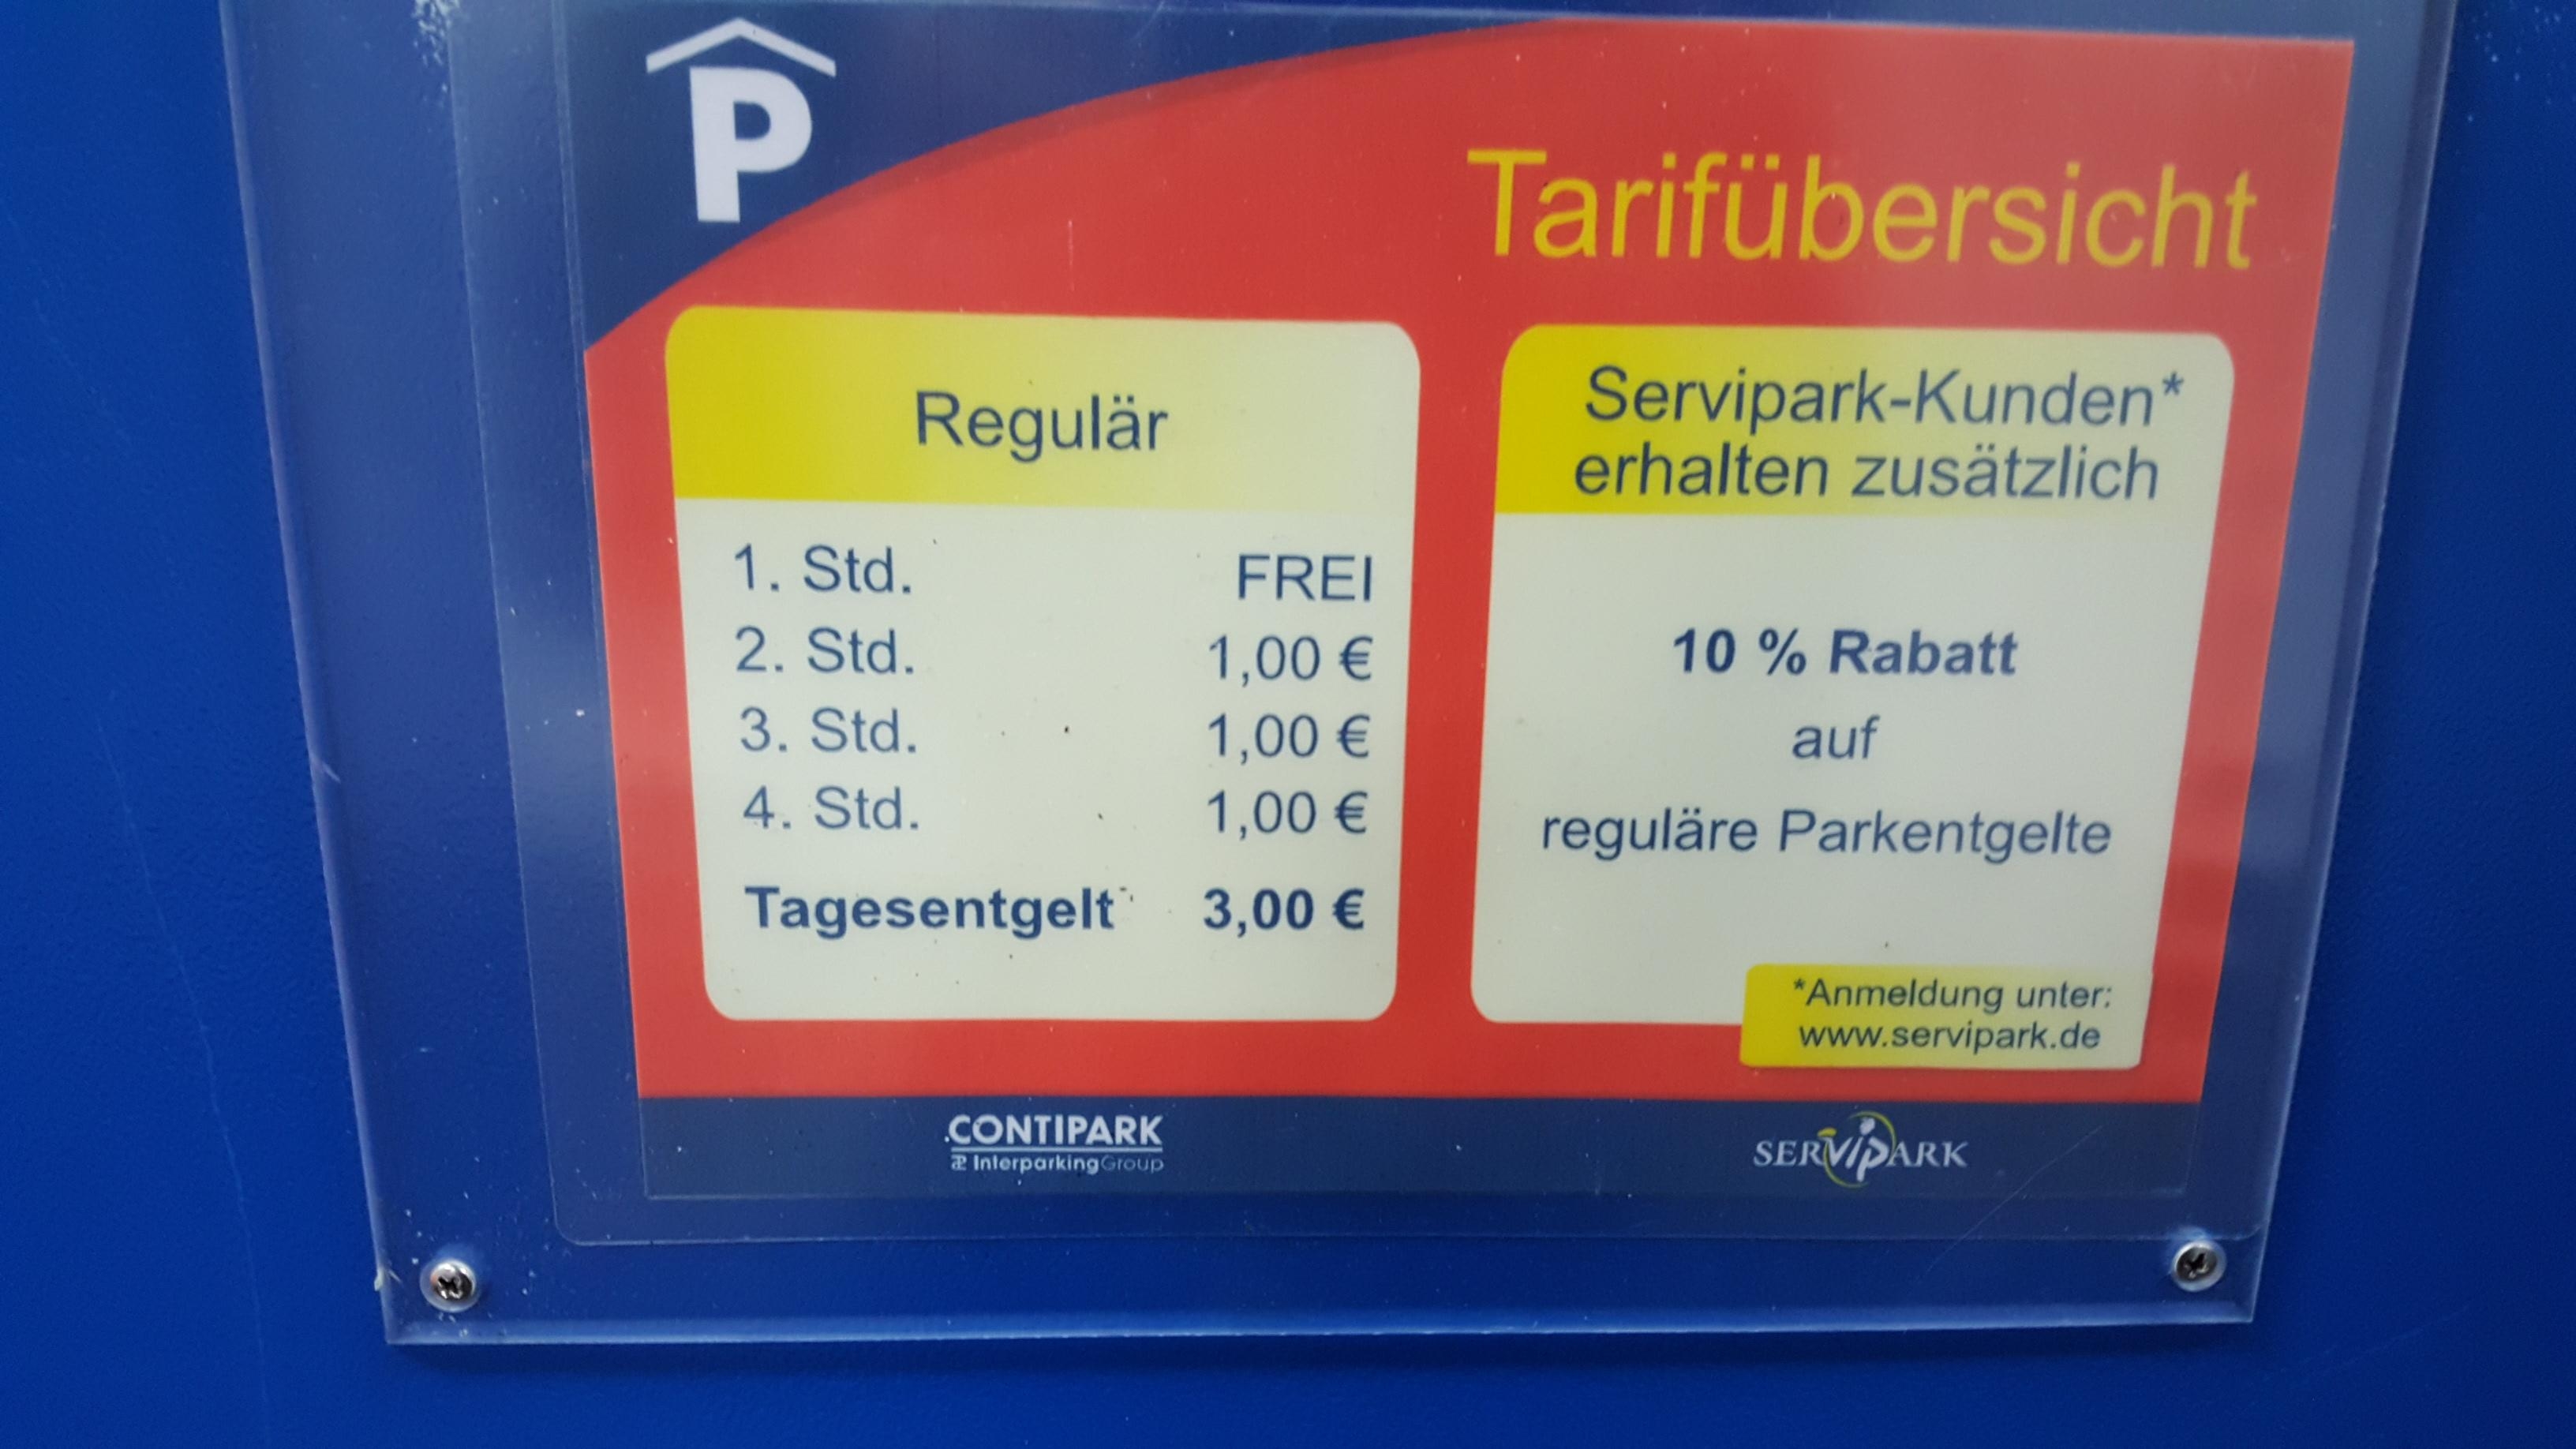 P
Tarifübersicht
Regulär
1. Std. FREI
2. Std. 1,00 €
3. Std. 1,00 €
4. Std. 1,00 €
Tagesentgelt 3,00 €
Servipark-Kunden*
erhalten zusätzlich
10 % Rabatt
auf
reguläre Parkentgelte
*Anmeldung unter:
www.servipark.de
CONTIPARK
InterparkingGroup
SERVIPARK